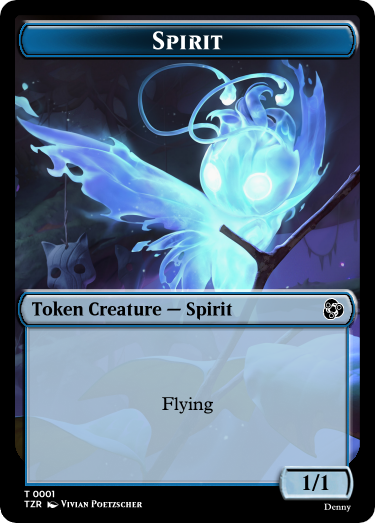 Spirit
Token Creature — Spirit
Flying
1/1
T 0001
TZR Vivian Poetzscher
Denny